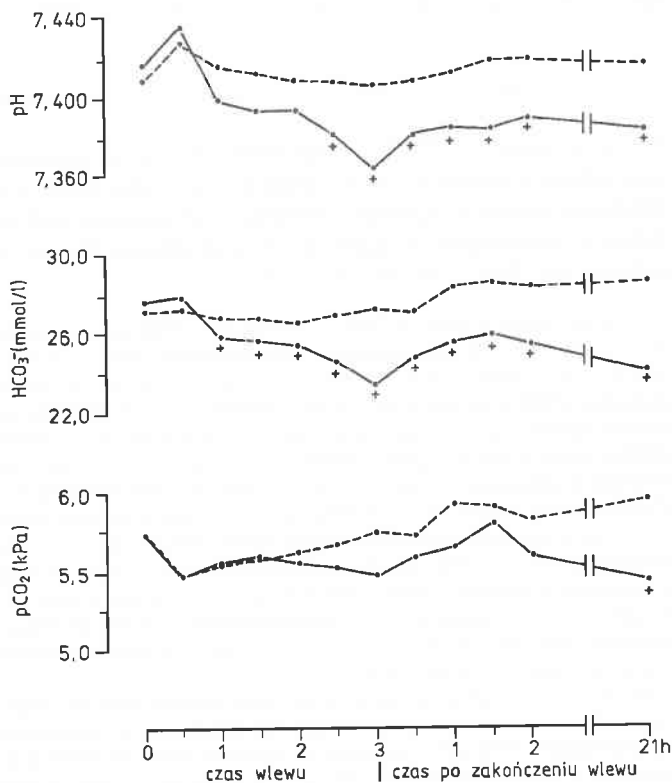 7,440
7,400
7,360
pH
30,0
26,0
22,0
HCO₃⁻(mmol/l)
6,0
5,5
5,0
pCO₂(kPa)
0 1 2 3 1 2 21h
czas wlewu | czas po zakończeniu wlewu